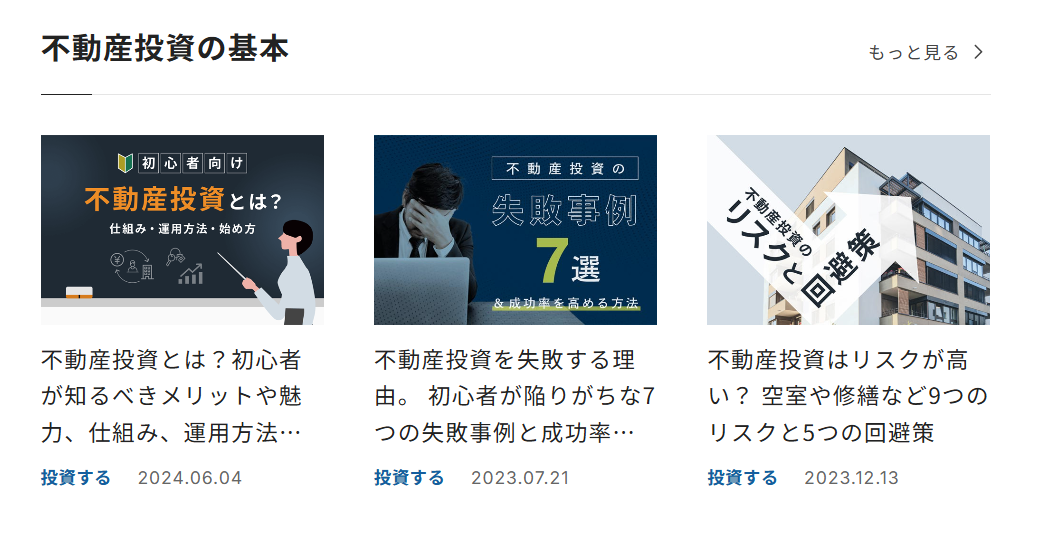 不動産投資の基本
もっと見る
初心者向け
不動産投資とは？
仕組み・運用方法・始め方
不動産投資の
失敗事例
7選
&成功率を高める方法
不動産投資の
リスクと回避策
不動産投資とは？初心者
が知るべきメリットや魅
力、仕組み、運用方法…
投資する 2024.06.04
不動産投資を失敗する理
由。 初心者が陥りがちな7
つの失敗事例と成功率…
投資する 2023.07.21
不動産投資はリスクが高
い？ 空室や修繕など9つの
リスクと5つの回避策
投資する 2023.12.13